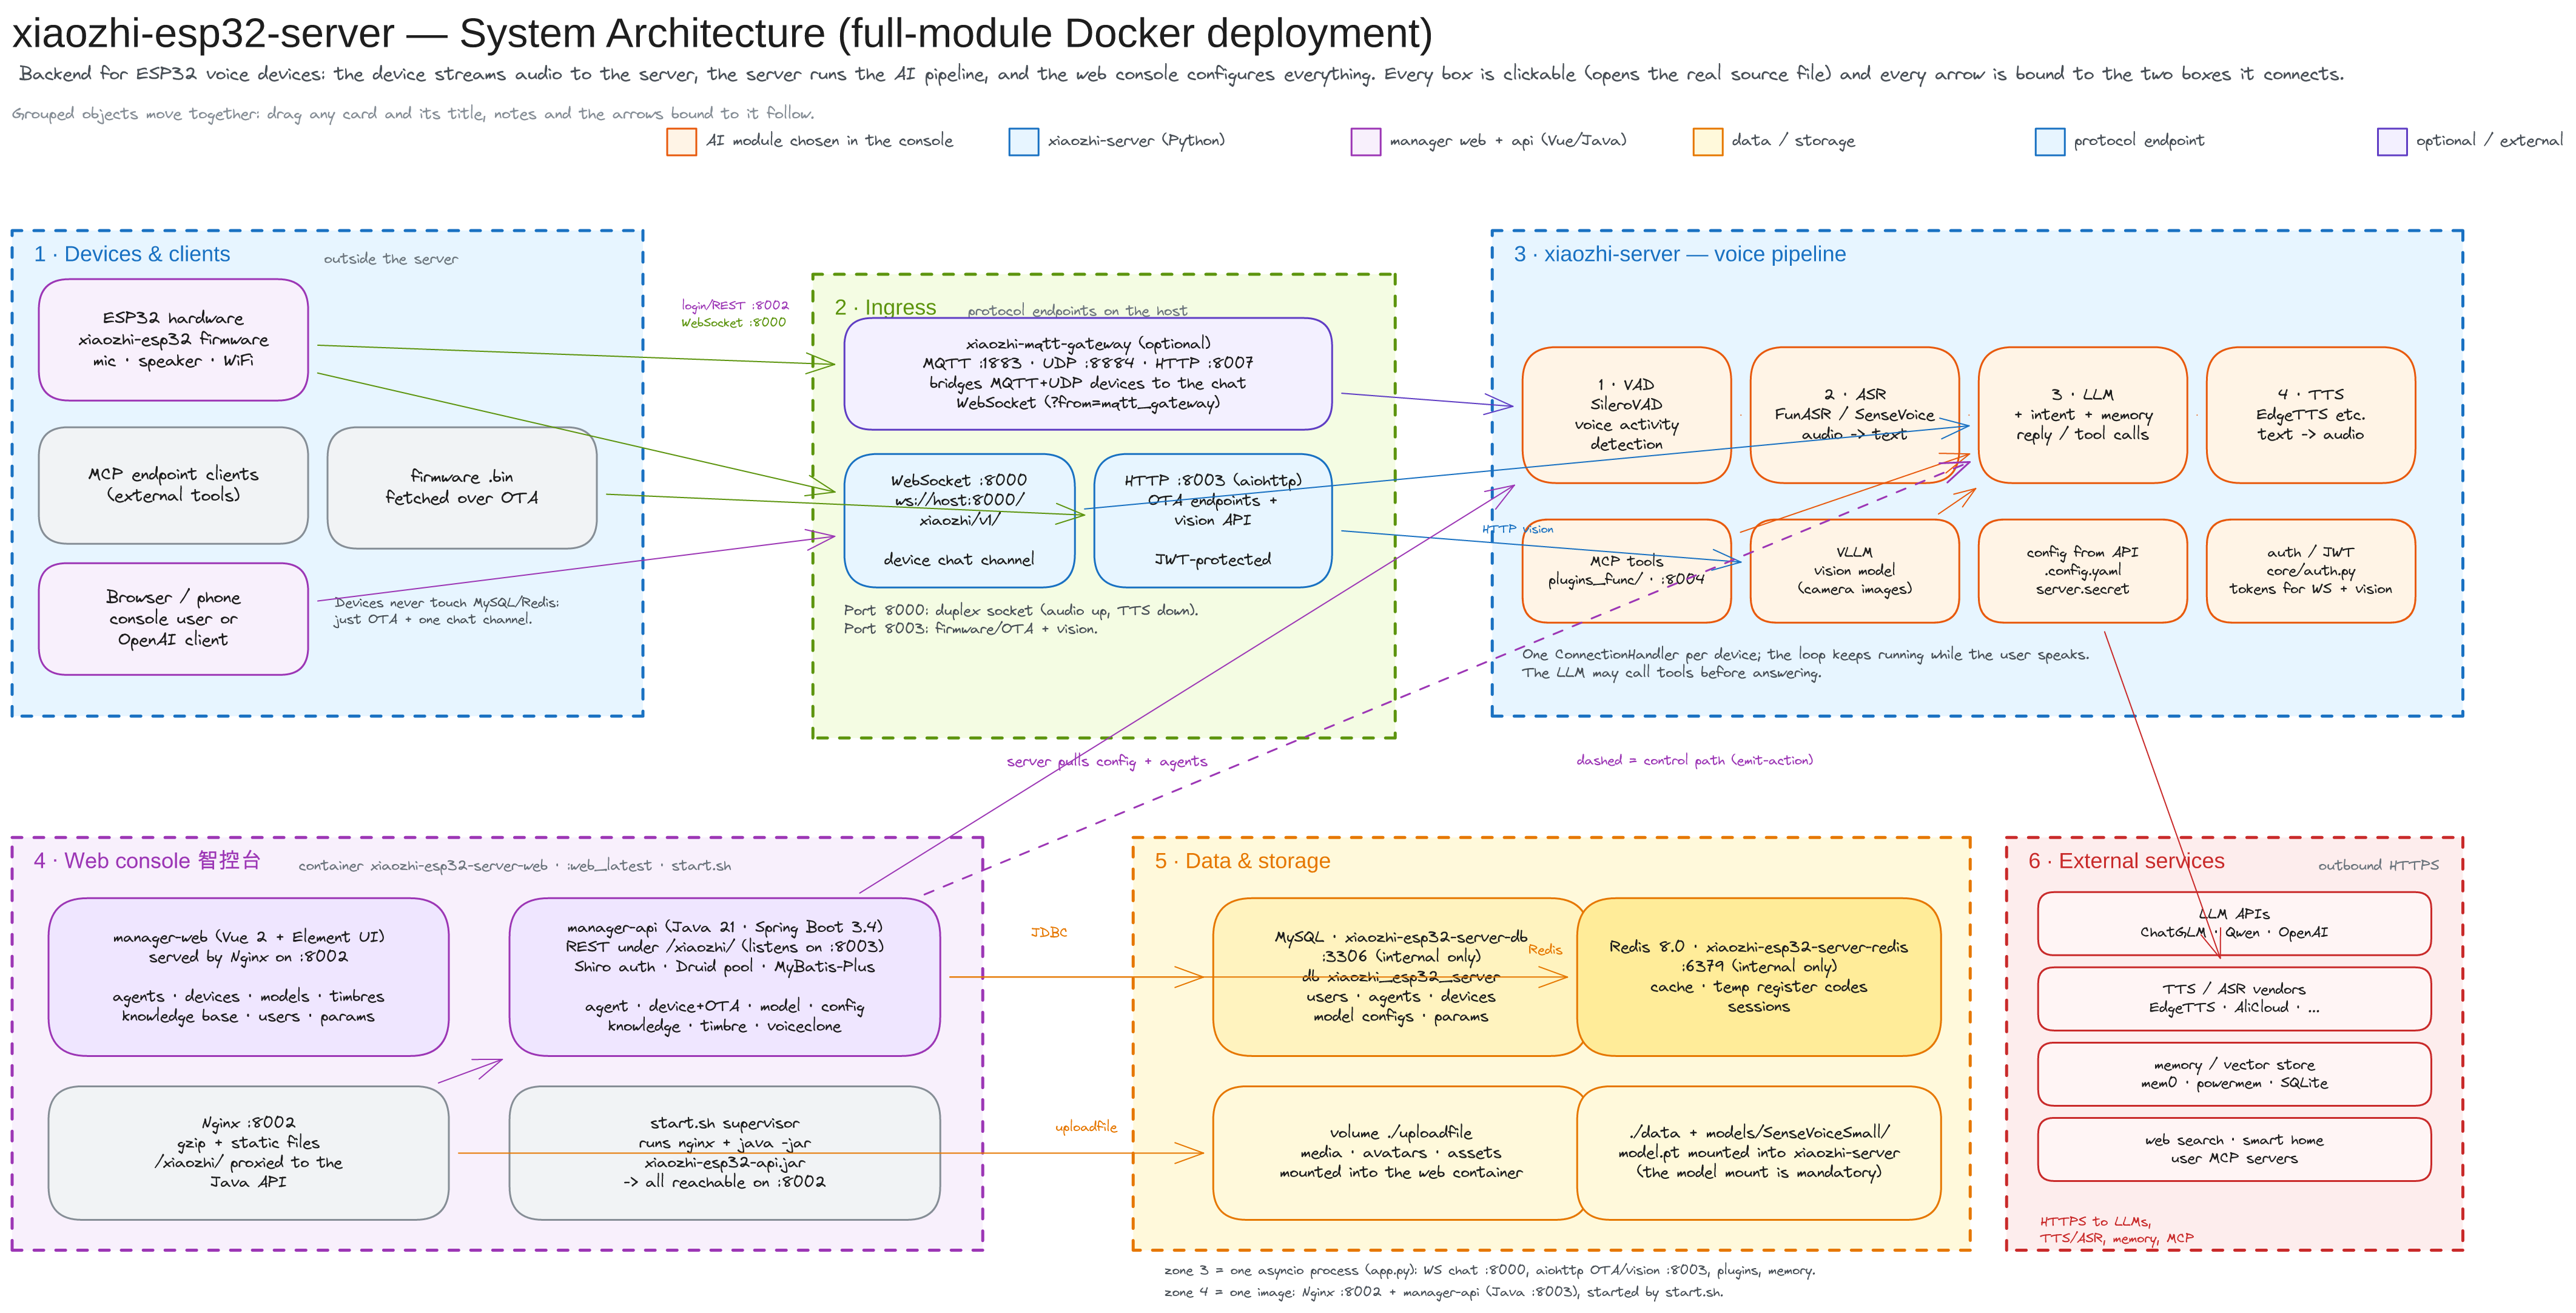 xiaozhi-esp32-server — System Architecture (full-module Docker deployment)
Backend for ESP32 voice devices: the device streams audio to the server, the server runs the AI pipeline, and the web console configures everything. Every box is clickable (opens the real source file) and every arrow is bound to the two boxes it connects.
Grouped objects move together: drag any card and its title, notes and the arrows bound to it follow.
AI module chosen in the console
xiaozhi-server (Python)
manager web + api (Vue/Java)
data / storage
protocol endpoint
optional / external
1 · Devices & clients
outside the server
ESP32 hardware
xiaozhi-esp32 firmware
mic · speaker · WiFi
MCP endpoint clients
(external tools)
firmware .bin
fetched over OTA
Browser / phone
console user or
OpenAI client
Devices never touch MySQL/Redis:
just OTA + one chat channel.
login/REST :8002
WebSocket :8000
2 · Ingress
protocol endpoints on the host
xiaozhi-mqtt-gateway (optional)
MQTT :1883 · UDP :8884 · HTTP :8007
bridges MQTT+UDP devices to the chat
WebSocket (?from=mqtt_gateway)
WebSocket :8000
ws://host:8000/
xiaozhi/v1/
device chat channel
HTTP :8003 (aiohttp)
OTA endpoints +
vision API
JWT-protected
Port 8000: duplex socket (audio up, TTS down).
Port 8003: firmware/OTA + vision.
3 · xiaozhi-server — voice pipeline
1 · VAD
SileroVAD
voice activity
detection
2 · ASR
FunASR / SenseVoice
audio -> text
3 · LLM
+ intent + memory
reply / tool calls
4 · TTS
EdgeTTS etc.
text -> audio
HTTP vision
MCP tools
plugins_func/ · :8004
VLLM
vision model
(camera images)
config from API
.config.yaml
server.secret
auth / JWT
core/auth.py
tokens for WS + vision
One ConnectionHandler per device; the loop keeps running while the user speaks.
The LLM may call tools before answering.
server pulls config + agents
dashed = control path (emit-action)
4 · Web console 智控台
container xiaozhi-esp32-server-web · :web_latest · start.sh
manager-web (Vue 2 + Element UI)
served by Nginx on :8002
agents · devices · models · timbres
knowledge base · users · params
manager-api (Java 21 · Spring Boot 3.4)
REST under /xiaozhi/ (listens on :8003)
Shiro auth · Druid pool · MyBatis-Plus
agent · device+OTA · model · config
knowledge · timbre · voiceclone
Nginx :8002
gzip + static files
/xiaozhi/ proxied to the
Java API
start.sh supervisor
runs nginx + java -jar
xiaozhi-esp32-api.jar
-> all reachable on :8002
JDBC
uploadfile
5 · Data & storage
MySQL · xiaozhi-esp32-server-db
:3306 (internal only)
db xiaozhi_esp32_server
users · agents · devices
model configs · params
Redis
Redis 8.0 · xiaozhi-esp32-server-redis
:6379 (internal only)
cache · temp register codes
sessions
volume ./uploadfile
media · avatars · assets
mounted into the web container
./data + models/SenseVoiceSmall/
model.pt mounted into xiaozhi-server
(the model mount is mandatory)
6 · External services
outbound HTTPS
LLM APIs
ChatGLM · Qwen · OpenAI
TTS / ASR vendors
EdgeTTS · AliCloud · ...
memory / vector store
mem0 · powermem · SQLite
web search · smart home
user MCP servers
HTTPS to LLMs,
TTS/ASR, memory, MCP
zone 3 = one asyncio process (app.py): WS chat :8000, aiohttp OTA/vision :8003, plugins, memory.
zone 4 = one image: Nginx :8002 + manager-api (Java :8003), started by start.sh.